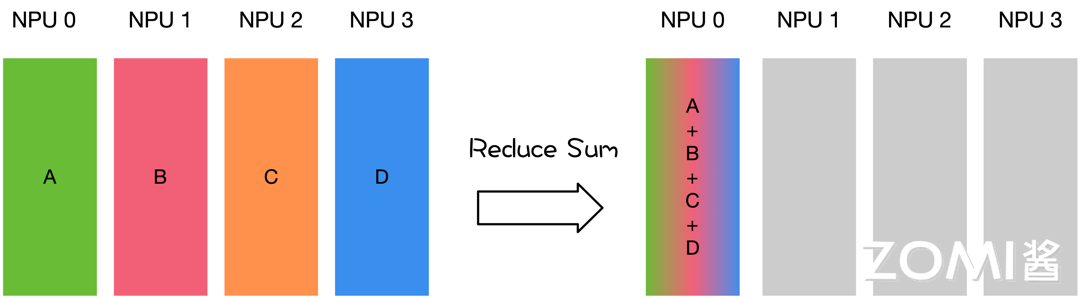 NPU 0 NPU 1 NPU 2 NPU 3 NPU 0 NPU 1 NPU 2 NPU 3
A B C D
Reduce Sum
A
+
B
+
C
+
D
ZOMI酱